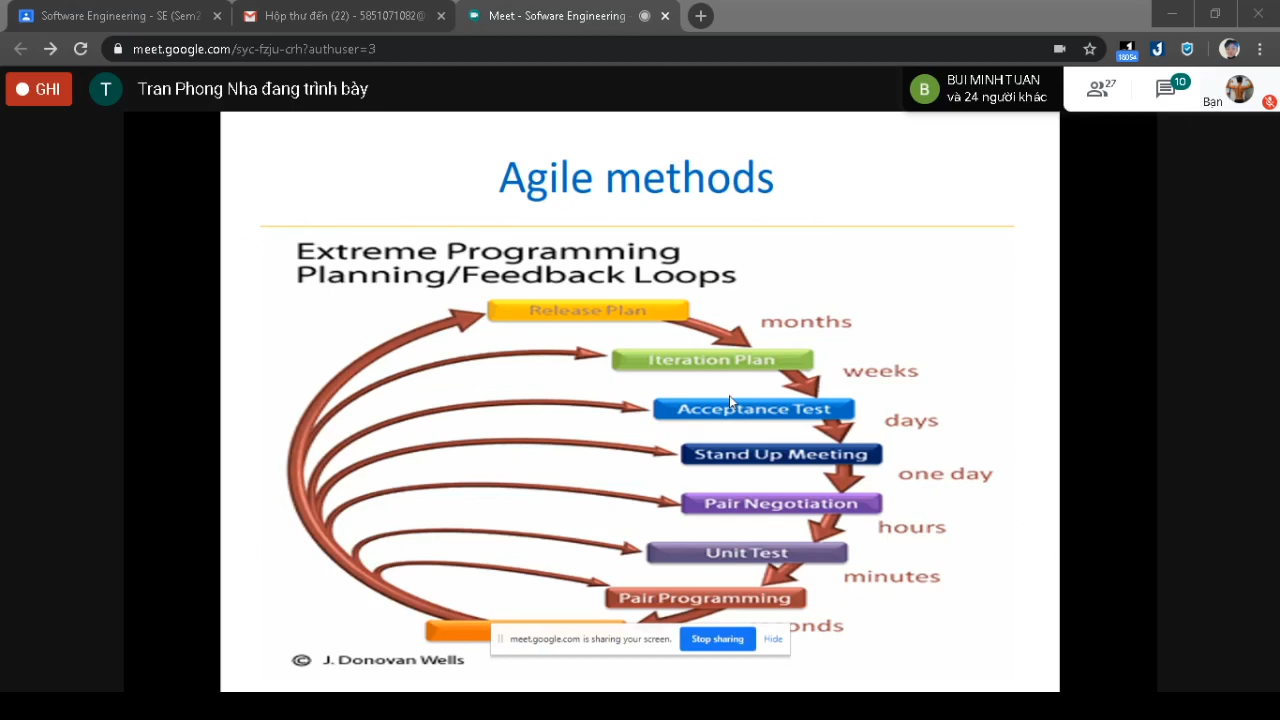 Software Engineering - SE (Sem2
Hộp thư đến (22) - 5851071082@
Meet - Sofware Engineering -
meet.google.com/syc-fzju-crh?authuser=3
1
18054
J
GHI
T
Tran Phong Nha đang trình bày
B
BUI MINH TUAN
và 24 người khác
27
10
Bạn
Agile methods
Extreme Programming
Planning/Feedback Loops
Release Plan
months
Iteration Plan
weeks
Acceptance Test
days
Stand Up Meeting
one day
Pair Negotiation
hours
Unit Test
minutes
Pair Programming
onds
meet.google.com is sharing your screen.
Stop sharing
Hide
© J. Donovan Wells